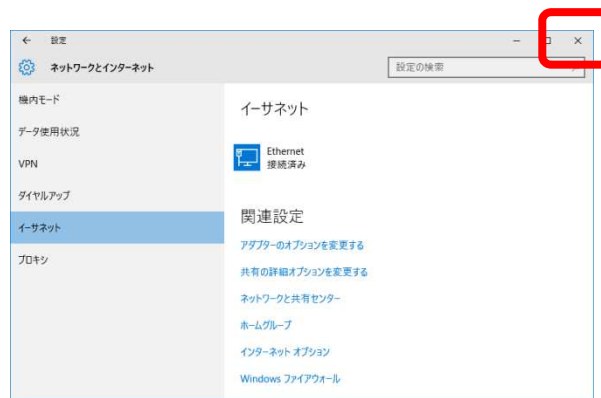 設定
ネットワークとインターネット
設定の検索
機内モード
データ使用状況
VPN
ダイヤルアップ
イーサネット
プロキシ
イーサネット
Ethernet
接続済み
関連設定
アダプターのオプションを変更する
共有の詳細オプションを変更する
ネットワークと共有センター
ホームグループ
インターネット オプション
Windows ファイアウォール